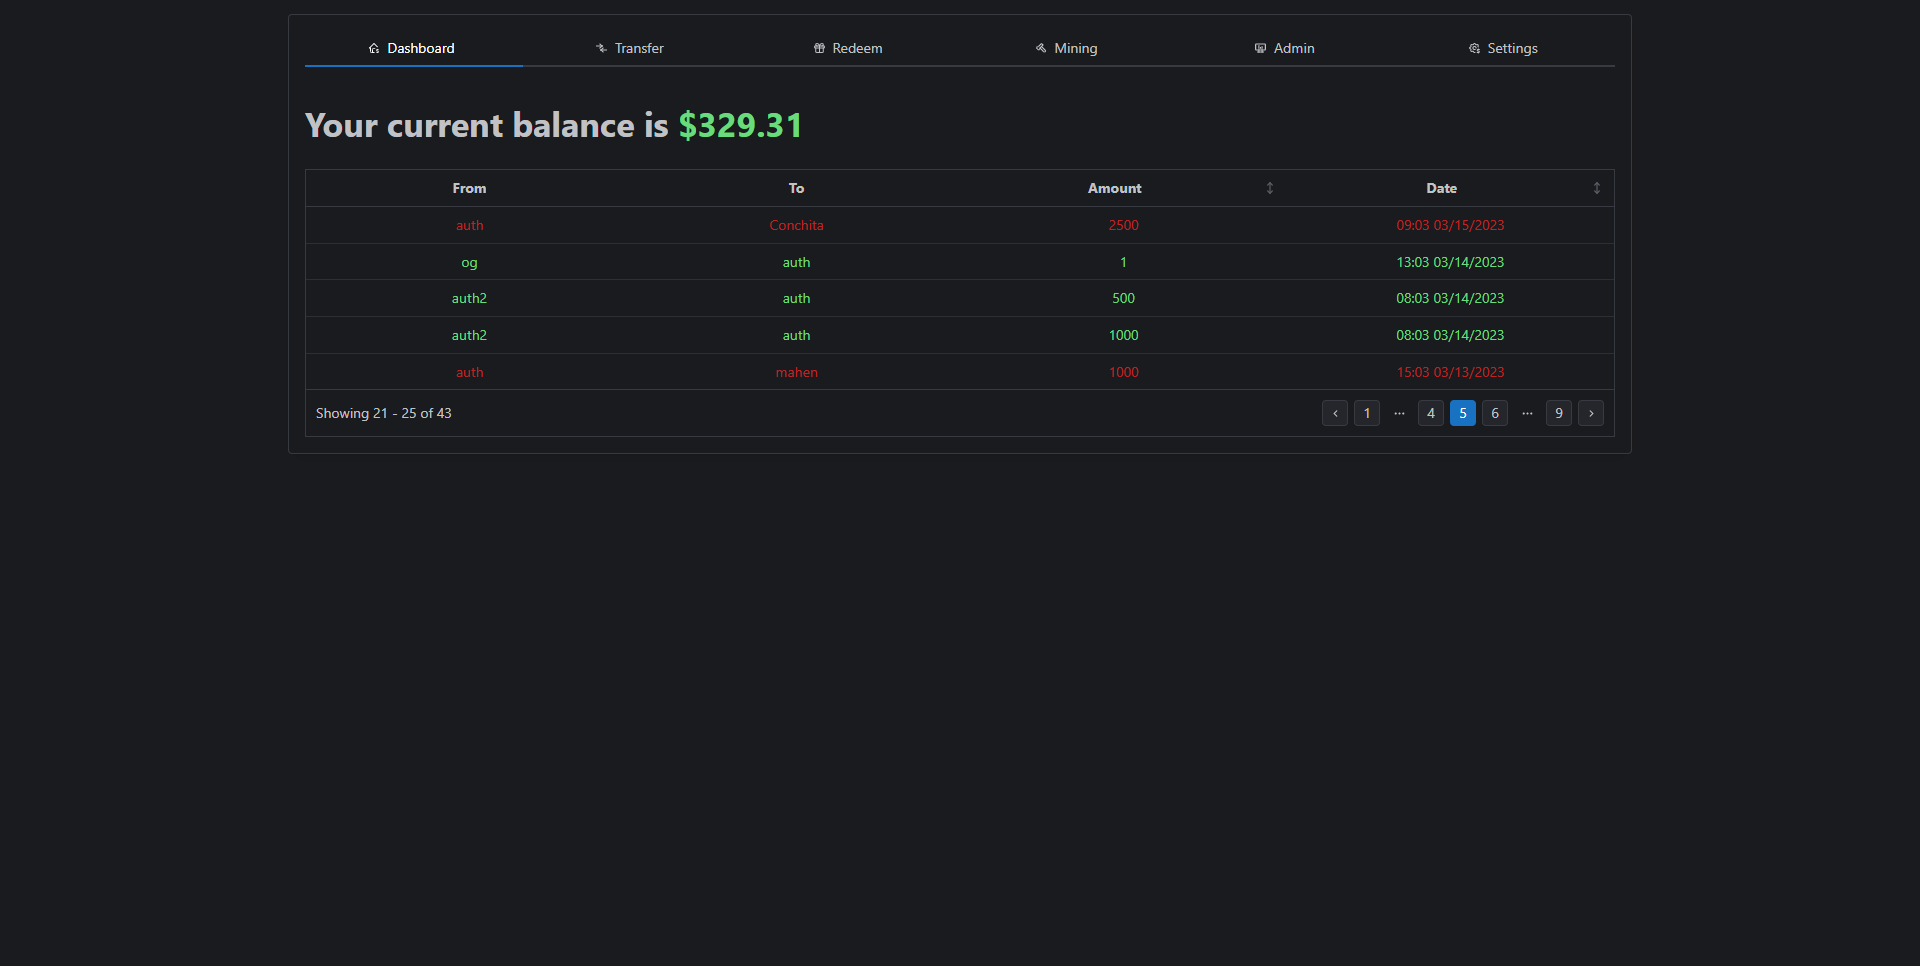 Dashboard Transfer Redeem Mining Admin Settings
Your current balance is $329.31
From To Amount Date
auth Conchita 2500 09:03 03/15/2023
og auth 1 13:03 03/14/2023
auth2 auth 500 08:03 03/14/2023
auth2 auth 1000 08:03 03/14/2023
auth mahen 1000 15:03 03/13/2023
Showing 21 - 25 of 43 ‹ 1 ··· 4 5 6 ··· 9 ›